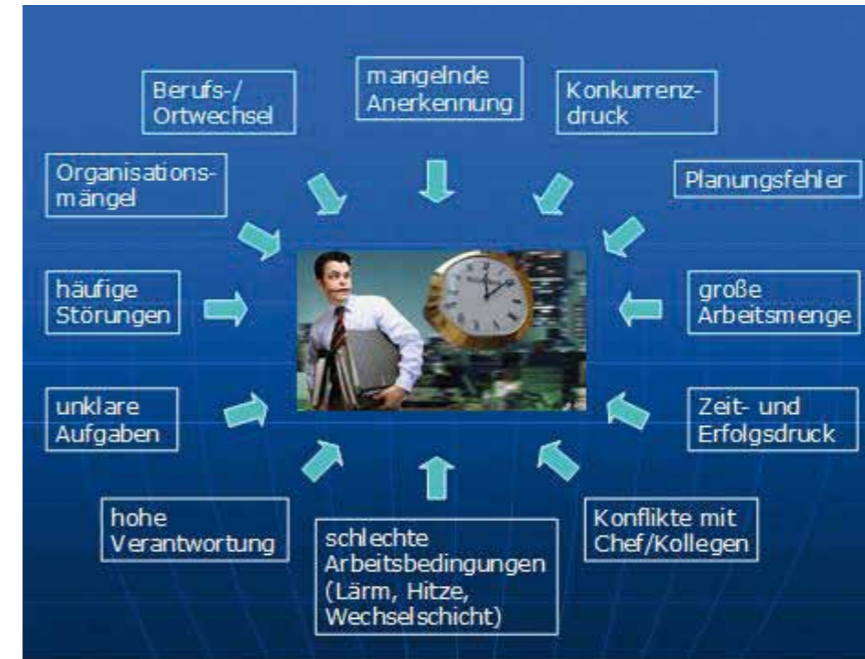 Berufs-/
Ortwechsel
mangelnde
Anerkennung
Konkurrenz-
druck
Organisations-
mängel
Planungsfehler
häufige
Störungen
große
Arbeitsmenge
unklare
Aufgaben
Zeit- und
Erfolgsdruck
hohe
Verantwortung
schlechte
Arbeitsbedingungen
(Lärm, Hitze,
Wechselschicht)
Konflikte mit
Chef/Kollegen